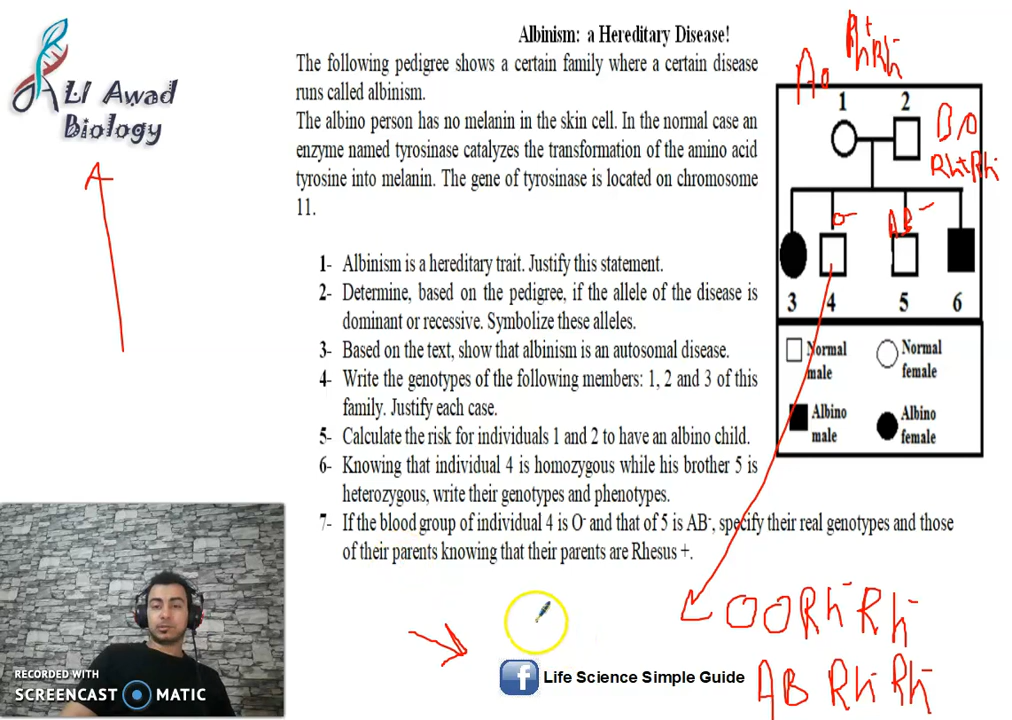 Albinism: a Hereditary Disease!
The following pedigree shows a certain family where a certain disease
runs called albinism.
The albino person has no melanin in the skin cell. In the normal case an
enzyme named tyrosinase catalyzes the transformation of the amino acid
tyrosine into melanin. The gene of tyrosinase is located on chromosome
11.
1- Albinism is a hereditary trait. Justify this statement.
2- Determine, based on the pedigree, if the allele of the disease is
dominant or recessive. Symbolize these alleles.
3- Based on the text, show that albinism is an autosomal disease.
4- Write the genotypes of the following members: 1, 2 and 3 of this
family. Justify each case.
5- Calculate the risk for individuals 1 and 2 to have an albino child.
6- Knowing that individual 4 is homozygous while his brother 5 is
heterozygous, write their genotypes and phenotypes.
7- If the blood group of individual 4 is O⁻ and that of 5 is AB⁻, specify their real genotypes and those
of their parents knowing that their parents are Rhesus +.
ALI Awad
Biology
A
AO Rh+Rh-
1 2
B/O
Rh+Rh-
O- AB-
3 4 5 6
Normal male
Normal female
Albino male
Albino female
OORh-Rh-
AB Rh-Rh-
Life Science Simple Guide
RECORDED WITH
SCREENCAST MATIC